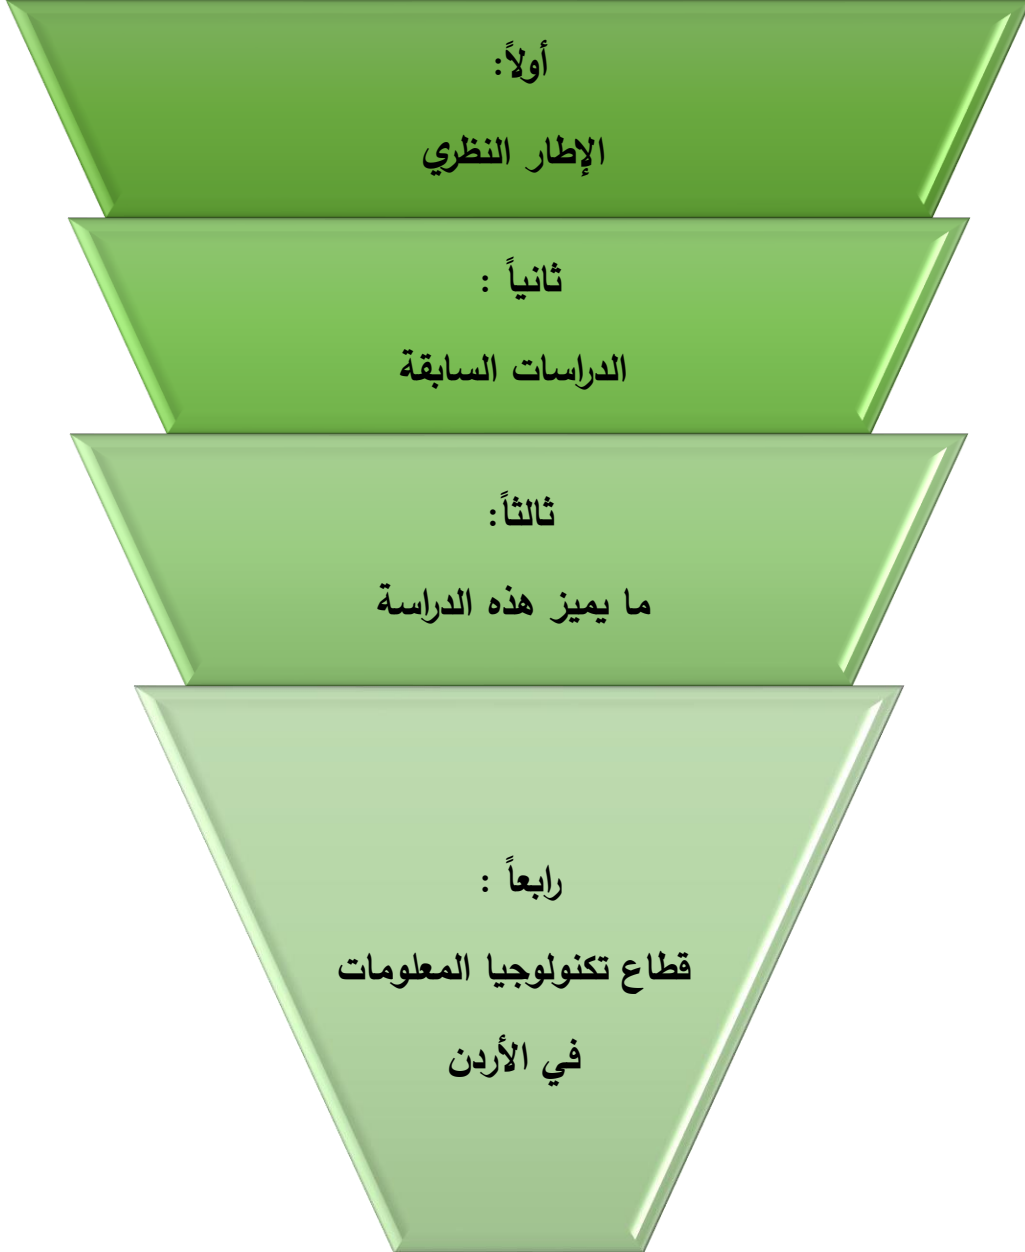 أولاً:
الإطار النظري
ثانياً :
الدراسات السابقة
ثالثاً:
ما يميز هذه الدراسة
رابعاً :
قطاع تكنولوجيا المعلومات
في الأردن